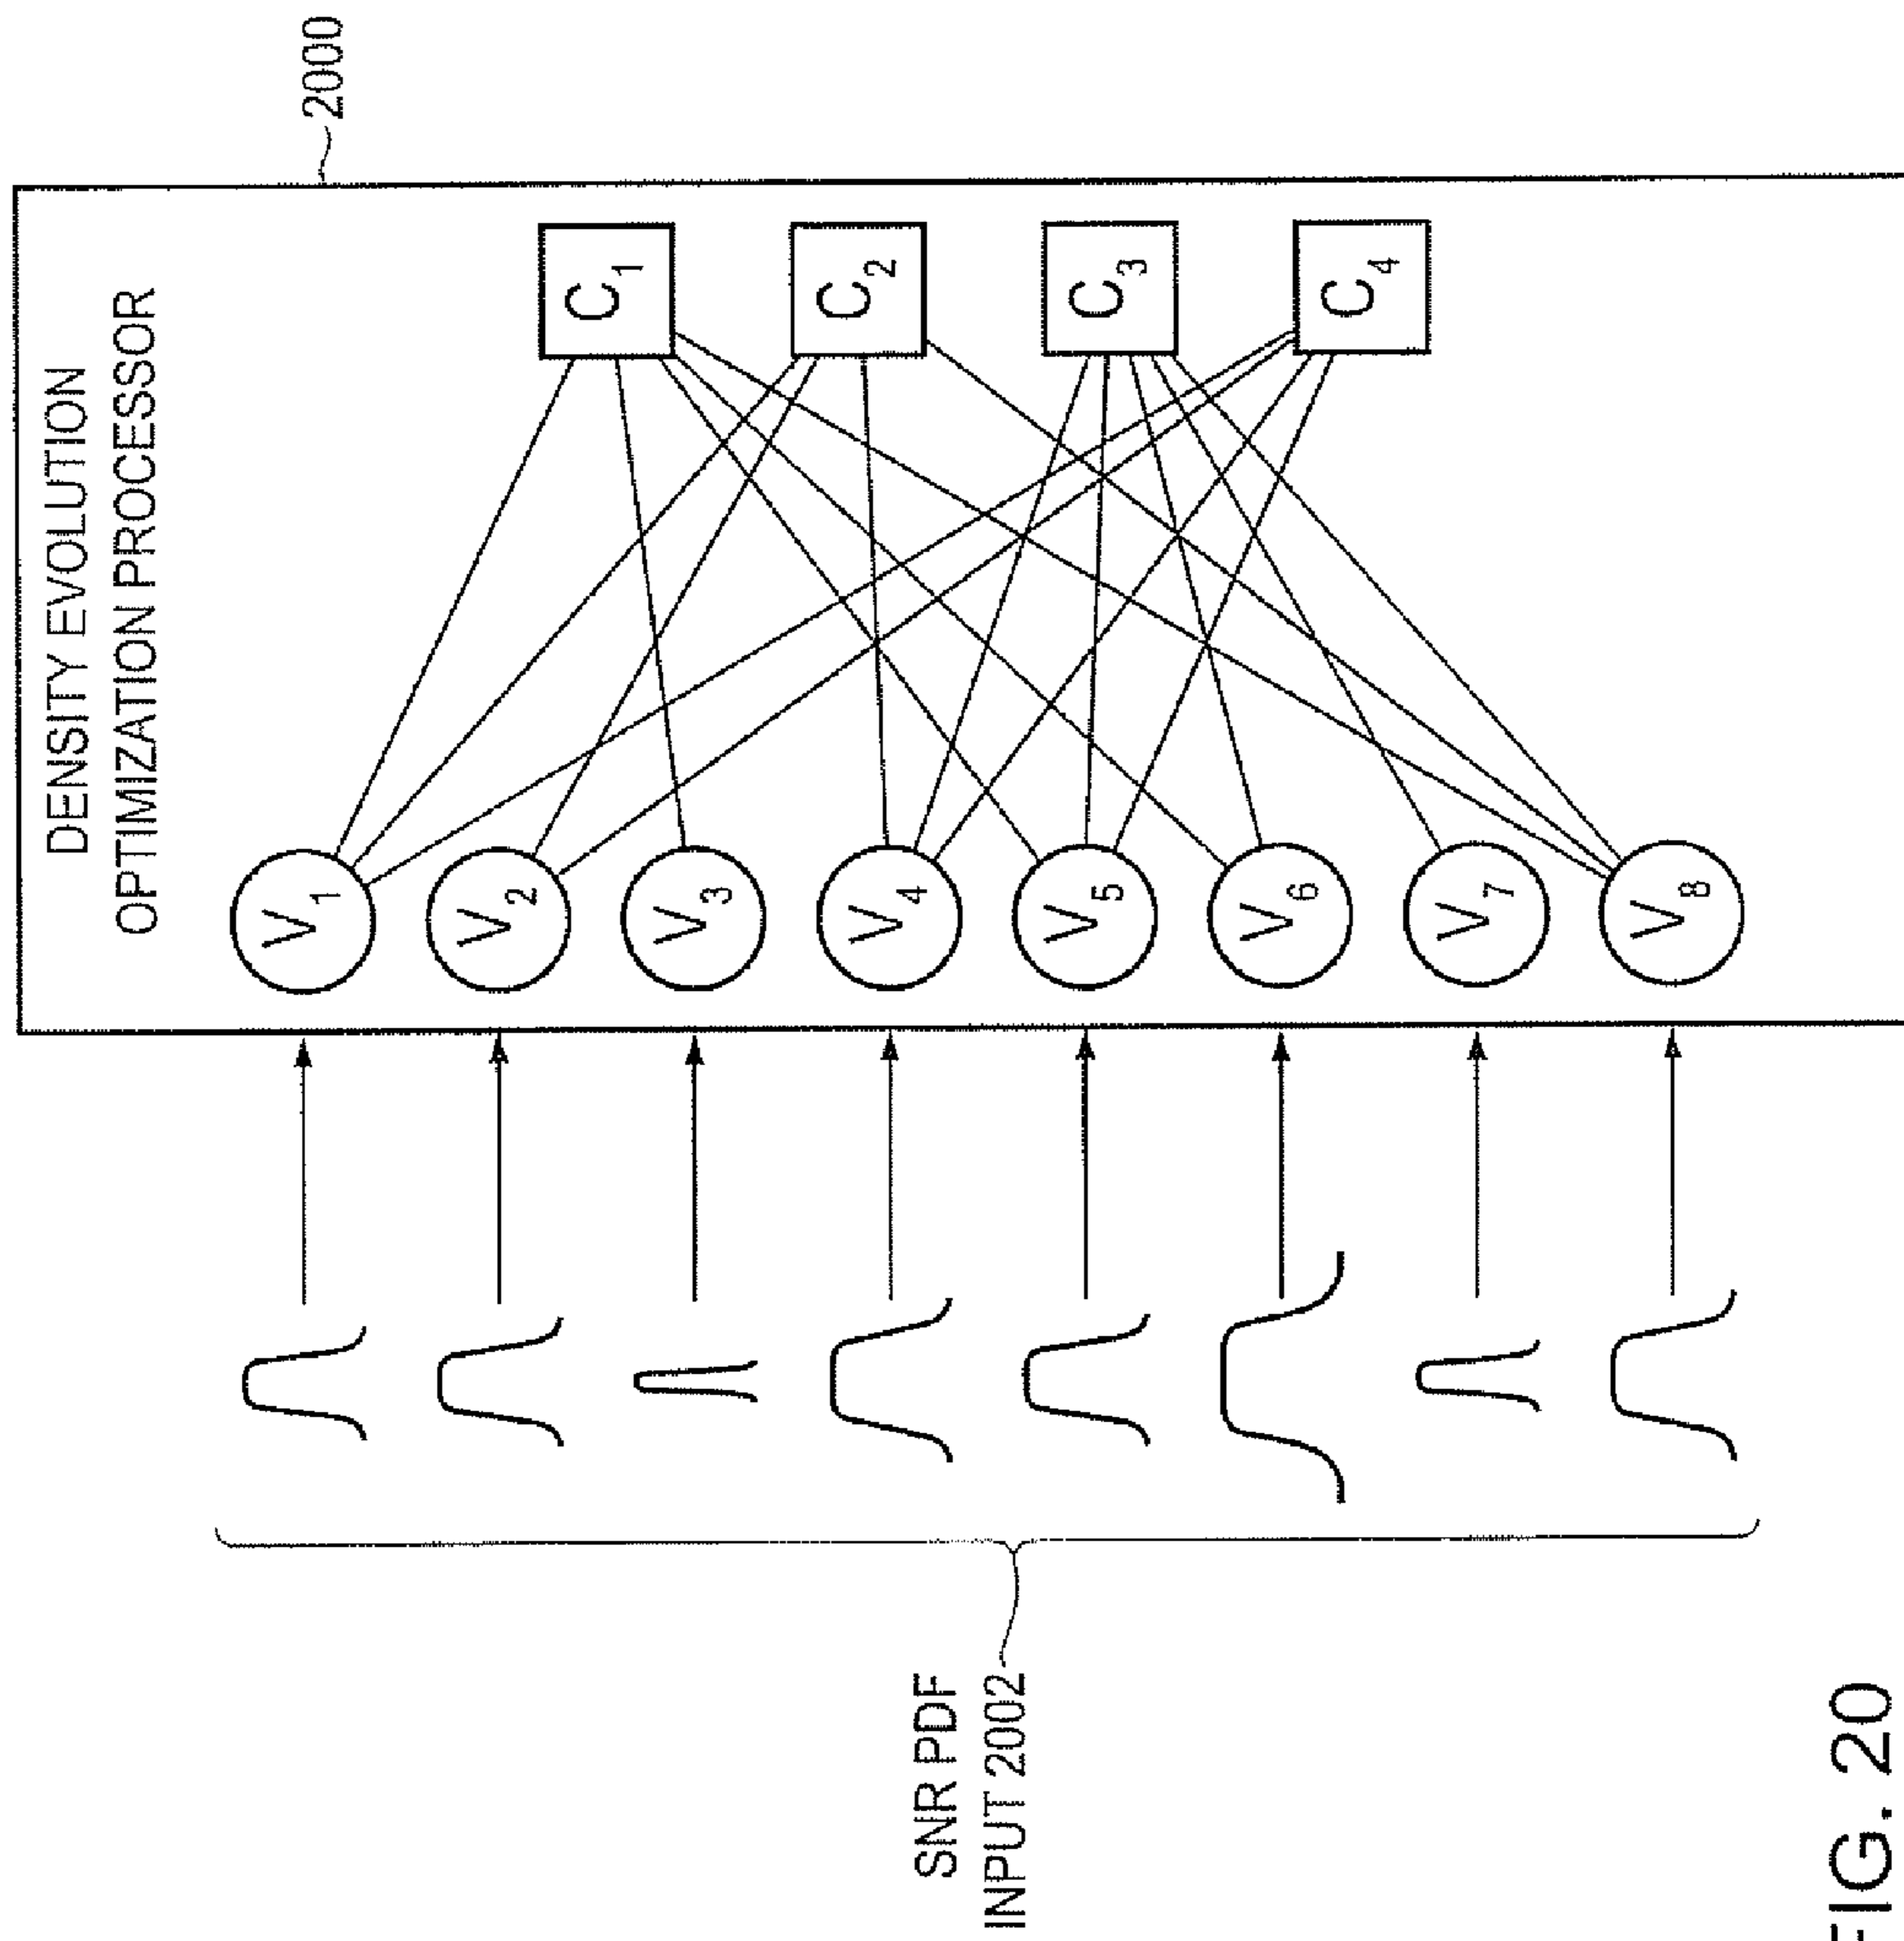 DENSITY EVOLUTION
OPTIMIZATION PROCESSOR
2000
C1
C2
C3
C4
V1
V2
V3
V4
V5
V6
V7
V8
SNR PDF
INPUT 2002
FIG. 20